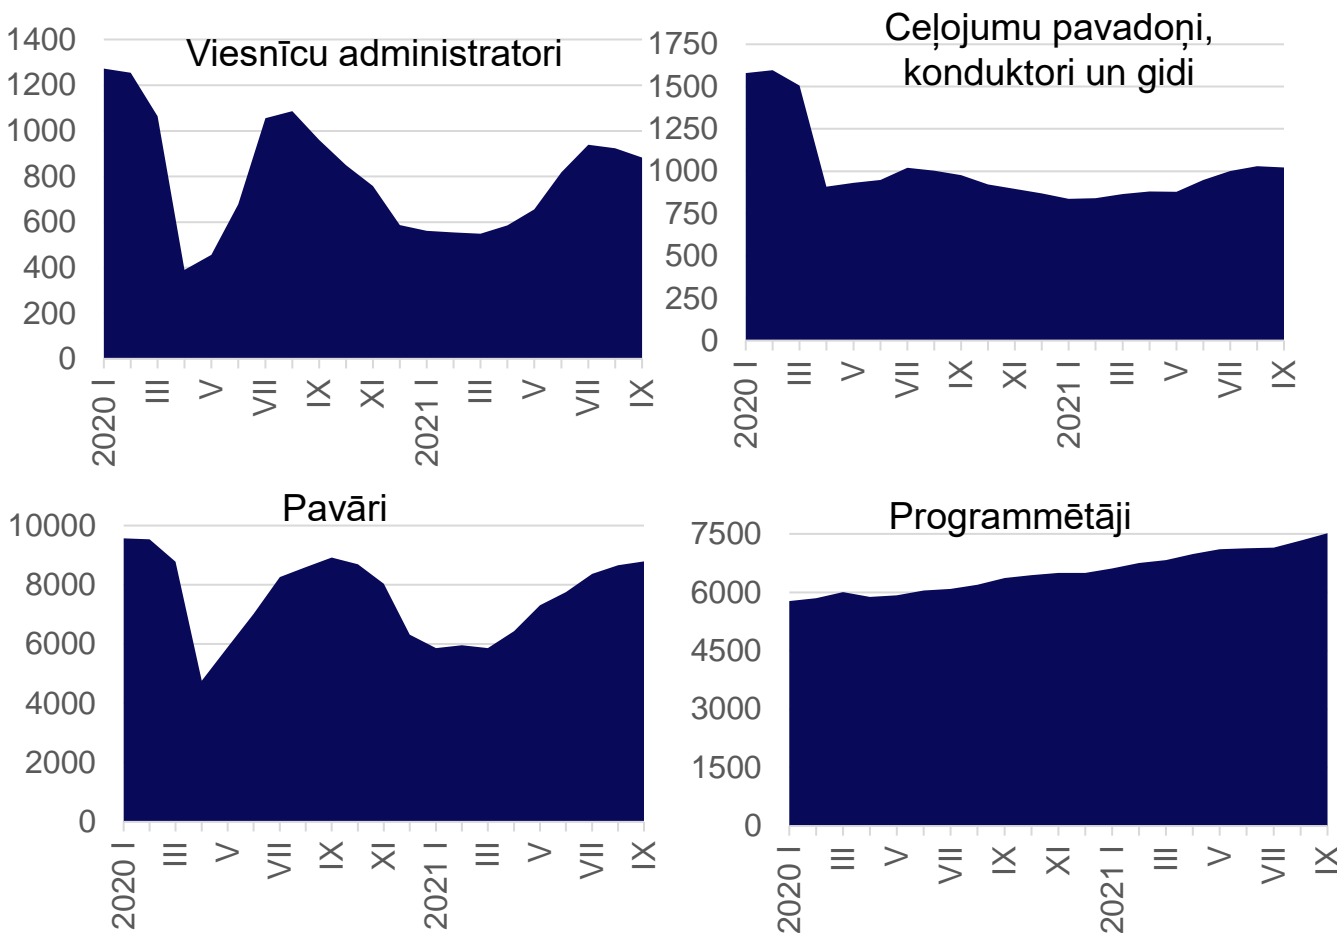 Viesnīcu administratori
1400
1200
1000
800
600
400
200
0
2020 I
III
V
VII
IX
XI
2021 I
III
V
VII
IX
Ceļojumu pavadoņi,
konduktori un gidi
1750
1500
1250
1000
750
500
250
0
2020 I
III
V
VII
IX
XI
2021 I
III
V
VII
IX
Pavāri
10000
8000
6000
4000
2000
0
2020 I
III
V
VII
IX
XI
2021 I
III
V
VII
IX
Programmētāji
7500
6000
4500
3000
1500
0
2020 I
III
V
VII
IX
XI
2021 I
III
V
VII
IX